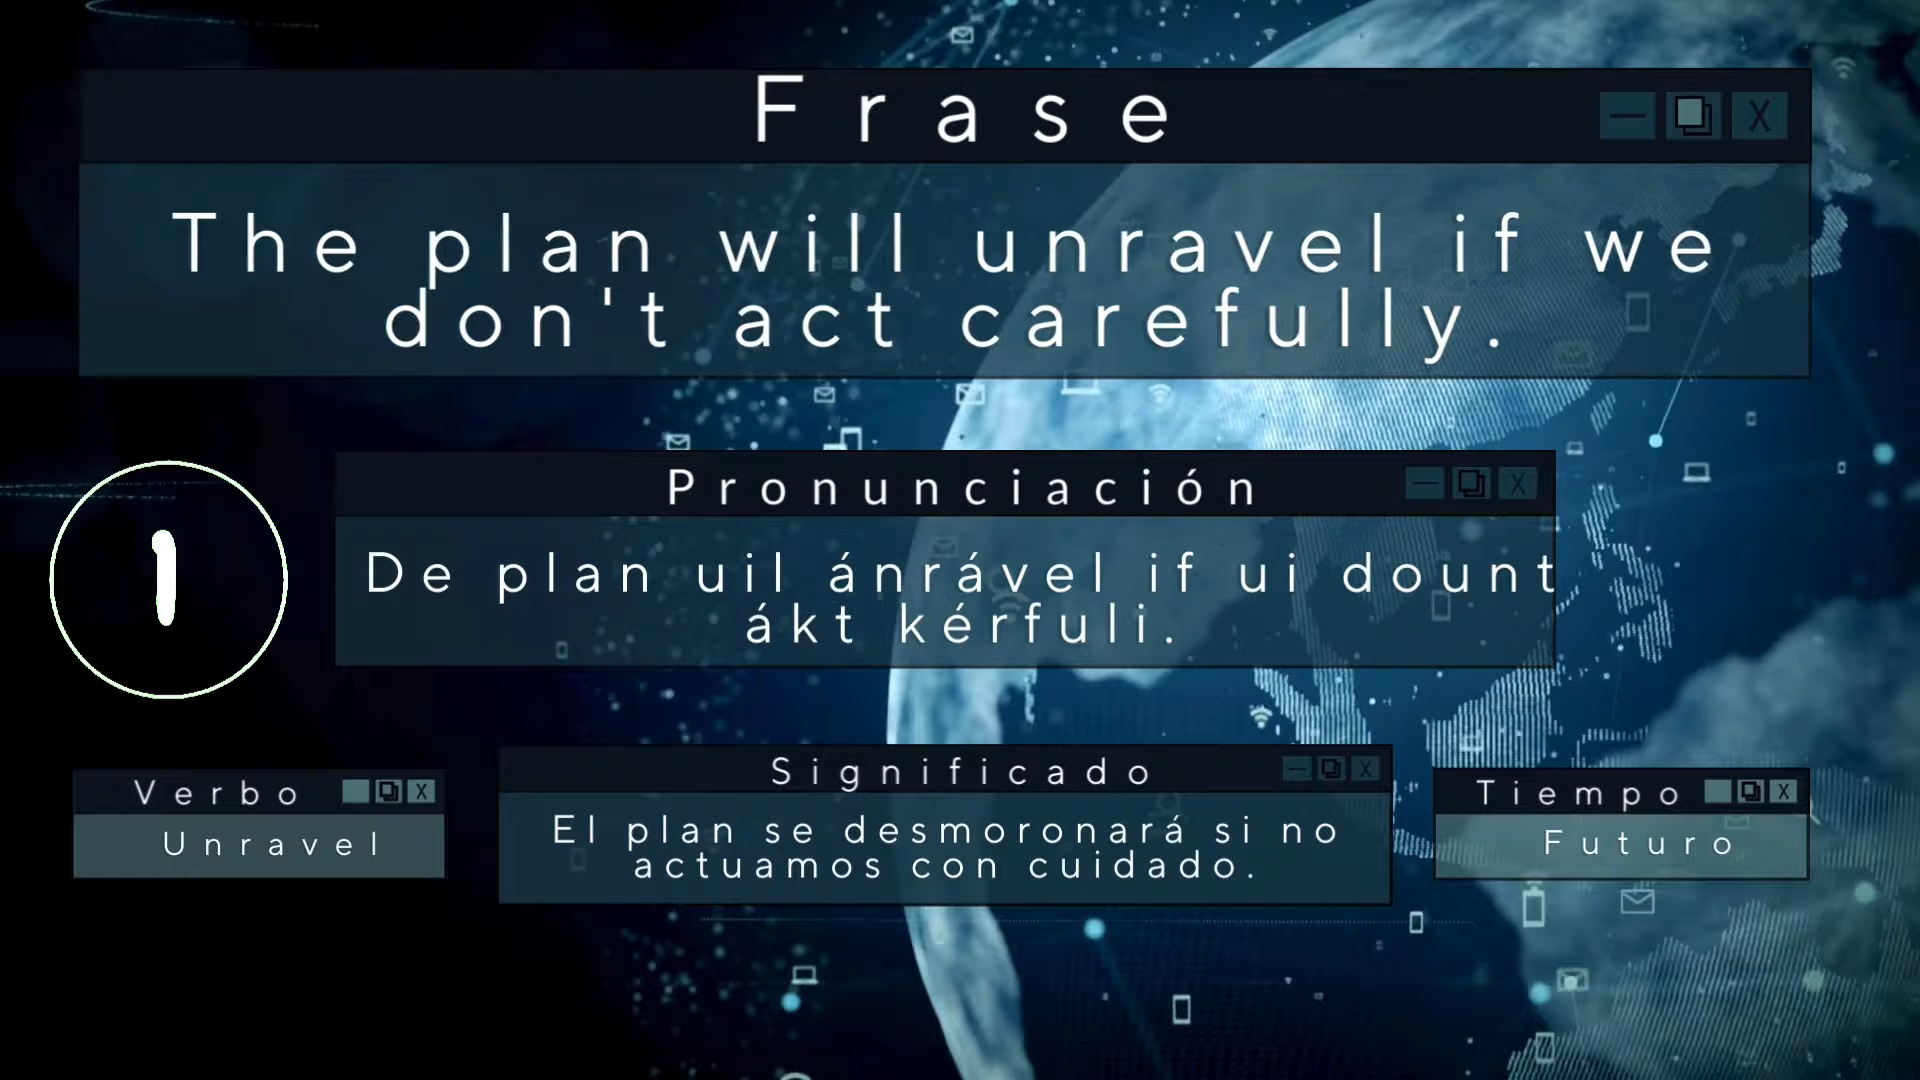 Frase
The plan will unravel if we
don't act carefully.
Pronunciación
De plan uil ánrável if ui dount
ákt kérfuli.
1
Verbo
Unravel
Significado
El plan se desmoronará si no
actuamos con cuidado.
Tiempo
Futuro